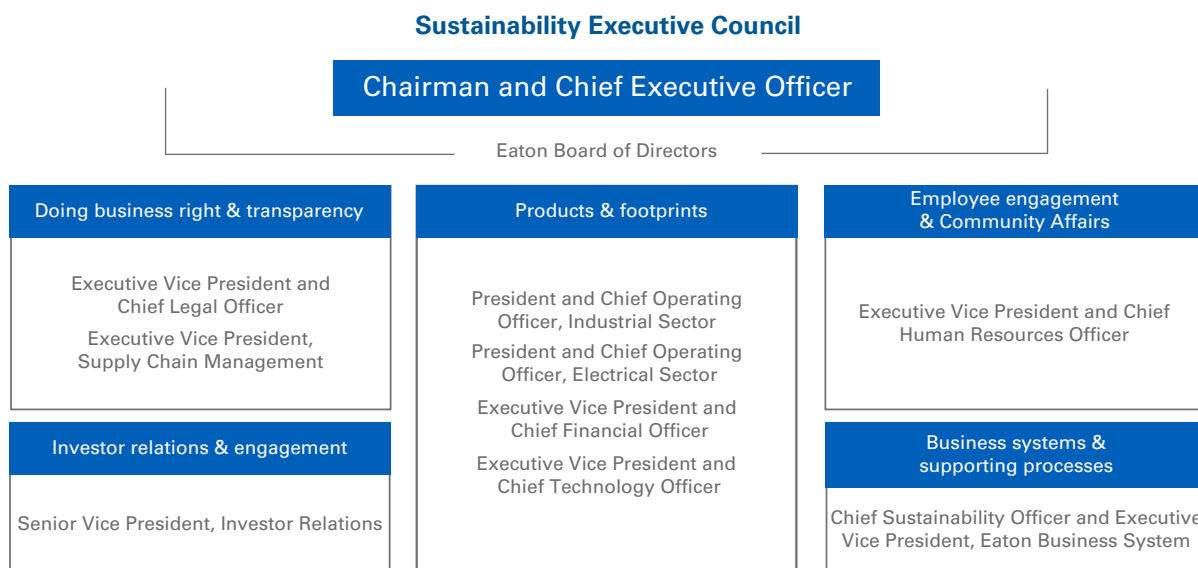 Sustainability Executive Council
Chairman and Chief Executive Officer
Eaton Board of Directors
Doing business right & transparency
Executive Vice President and
Chief Legal Officer
Executive Vice President,
Supply Chain Management
Investor relations & engagement
Senior Vice President, Investor Relations
Products & footprints
President and Chief Operating
Officer, Industrial Sector
President and Chief Operating
Officer, Electrical Sector
Executive Vice President and
Chief Financial Officer
Executive Vice President and
Chief Technology Officer
Employee engagement
& Community Affairs
Executive Vice President and Chief
Human Resources Officer
Business systems &
supporting processes
Chief Sustainability Officer and Executive
Vice President, Eaton Business System